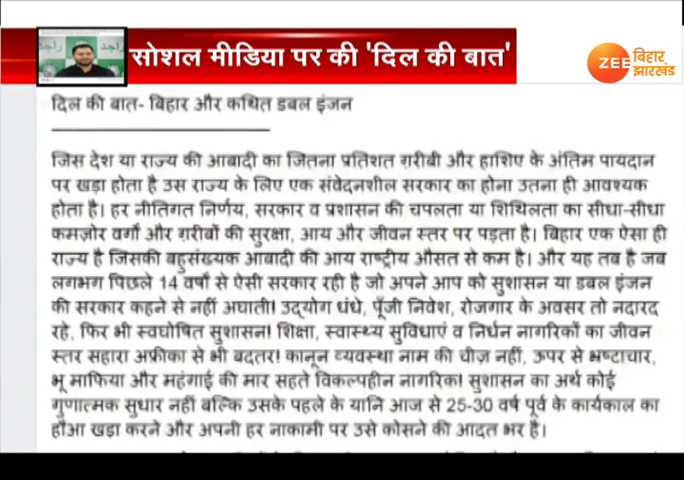 राजद
राजद
सोशल मीडिया पर की 'दिल की बात'
ZEE बिहार झारखंड
दिल की बात- बिहार और कथित डबल इंजन
जिस देश या राज्य की आबादी का जितना प्रतिशत ग़रीबी और हाशिए के अंतिम पायदान
पर खड़ा होता है उस राज्य के लिए एक संवेदनशील सरकार का होना उतना ही आवश्यक
होता है। हर नीतिगत निर्णय, सरकार व प्रशासन की चपलता या शिथिलता का सीधा-सीधा
कमज़ोर वर्गों और ग़रीबों की सुरक्षा, आय और जीवन स्तर पर पड़ता है। बिहार एक ऐसा ही
राज्य है जिसकी बहुसंख्यक आबादी की आय राष्ट्रीय औसत से कम है। और यह तब है जब
लगभग पिछले 14 वर्षों से ऐसी सरकार रही है जो अपने आप को सुशासन या डबल इंजन
की सरकार कहने से नहीं अघाती! उद्योग धंधे, पूँजी निवेश, रोजगार के अवसर तो नदारद
रहे, फिर भी स्वघोषित सुशासन! शिक्षा, स्वास्थ्य सुविधाएं व निर्धन नागरिकों का जीवन
स्तर सहारा अफ्रीका से भी बदतर! कानून व्यवस्था नाम की चीज़ नहीं, ऊपर से भ्रष्टाचार,
भू माफिया और महंगाई की मार सहते विकल्पहीन नागरिक! सुशासन का अर्थ कोई
गुणात्मक सुधार नहीं बल्कि उसके पहले के यानि आज से 25-30 वर्ष पूर्व के कार्यकाल का
हौआ खड़ा करने और अपनी हर नाकामी पर उसे कोसने की आदत भर है।